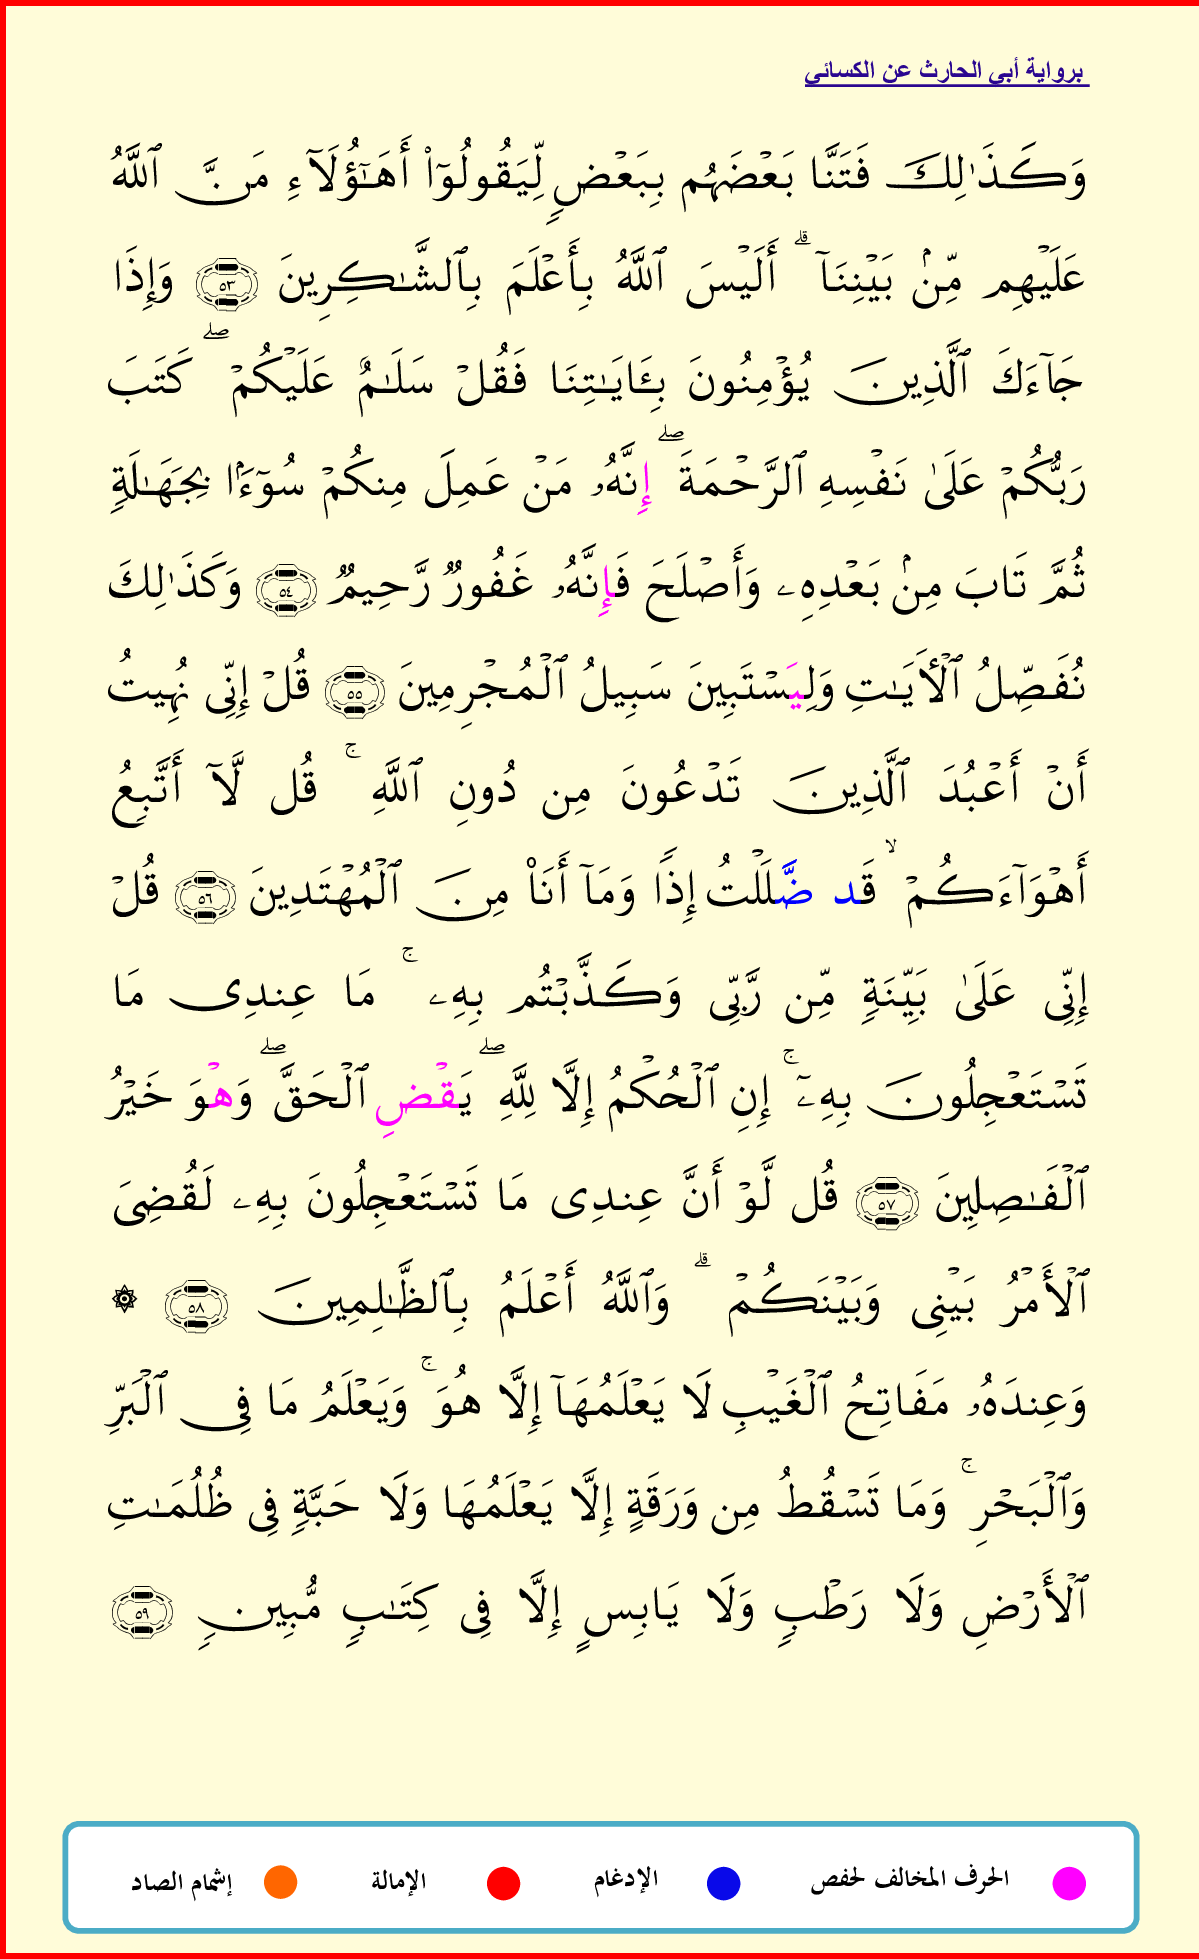 برواية أبي الحارث عن الكسائي
وَكَذَٰلِكَ فَتَنَّا بَعْضَهُم بِبَعْضٍ لِّيَقُولُوٓا۟ أَهَـٰٓؤُلَآءِ مَنَّ ٱللَّهُ
عَلَيْهِم مِّنۢ بَيْنِنَآ ۗ أَلَيْسَ ٱللَّهُ بِأَعْلَمَ بِٱلشَّـٰكِرِينَ ٥٣ وَإِذَا
جَآءَكَ ٱلَّذِينَ يُؤْمِنُونَ بِـَٔايَـٰتِنَا فَقُلْ سَلَـٰمٌ عَلَيْكُمْ ۖ كَتَبَ
رَبُّكُمْ عَلَىٰ نَفْسِهِ ٱلرَّحْمَةَ ۖ إِنَّهُۥ مَنْ عَمِلَ مِنكُمْ سُوٓءًۢا بِجَهَـٰلَةٍ
ثُمَّ تَابَ مِنۢ بَعْدِهِۦ وَأَصْلَحَ فَإِنَّهُۥ غَفُورٌ رَّحِيمٌ ٥٤ وَكَذَٰلِكَ
نُفَصِّلُ ٱلْأَيَـٰتِ وَلِيَسْتَبِينَ سَبِيلُ ٱلْمُجْرِمِينَ ٥٥ قُلْ إِنِّى نُهِيتُ
أَنْ أَعْبُدَ ٱلَّذِينَ تَدْعُونَ مِن دُونِ ٱللَّهِ ۚ قُل لَّآ أَتَّبِعُ
أَهْوَآءَكُمْ ۙ قَد ضَّلَلْتُ إِذًا وَمَآ أَنَا۠ مِنَ ٱلْمُهْتَدِينَ ٥٦ قُلْ
إِنِّى عَلَىٰ بَيِّنَةٍ مِّن رَّبِّى وَكَذَّبْتُم بِهِۦ ۚ مَا عِندِى مَا
تَسْتَعْجِلُونَ بِهِۦٓ ۚ إِنِ ٱلْحُكْمُ إِلَّا لِلَّهِ ۖ يَقْضِ ٱلْحَقَّ ۖ وَهْوَ خَيْرُ
ٱلْفَـٰصِلِينَ ٥٧ قُل لَّوْ أَنَّ عِندِى مَا تَسْتَعْجِلُونَ بِهِۦ لَقُضِىَ
ٱلْأَمْرُ بَيْنِى وَبَيْنَكُمْ ۗ وَٱللَّهُ أَعْلَمُ بِٱلظَّـٰلِمِينَ ٥٨ ۞
وَعِندَهُۥ مَفَاتِحُ ٱلْغَيْبِ لَا يَعْلَمُهَآ إِلَّا هُوَ ۚ وَيَعْلَمُ مَا فِى ٱلْبَرِّ
وَٱلْبَحْرِ ۚ وَمَا تَسْقُطُ مِن وَرَقَةٍ إِلَّا يَعْلَمُهَا وَلَا حَبَّةٍ فِى ظُلُمَـٰتِ
ٱلْأَرْضِ وَلَا رَطْبٍ وَلَا يَابِسٍ إِلَّا فِى كِتَـٰبٍ مُّبِينٍ ٥٩
الحرف المخالف لحفص الإدغام الإمالة إشمام الصاد